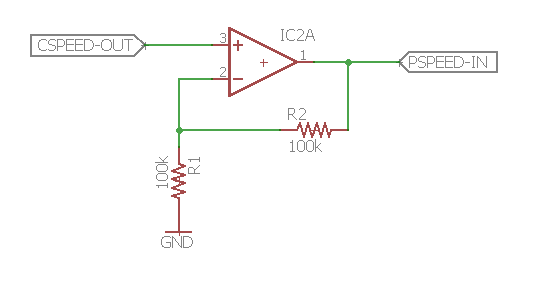 IC2A
CSPEED-OUT
3
2
1
PSPEED-IN
R2
100k
100k
R1
GND